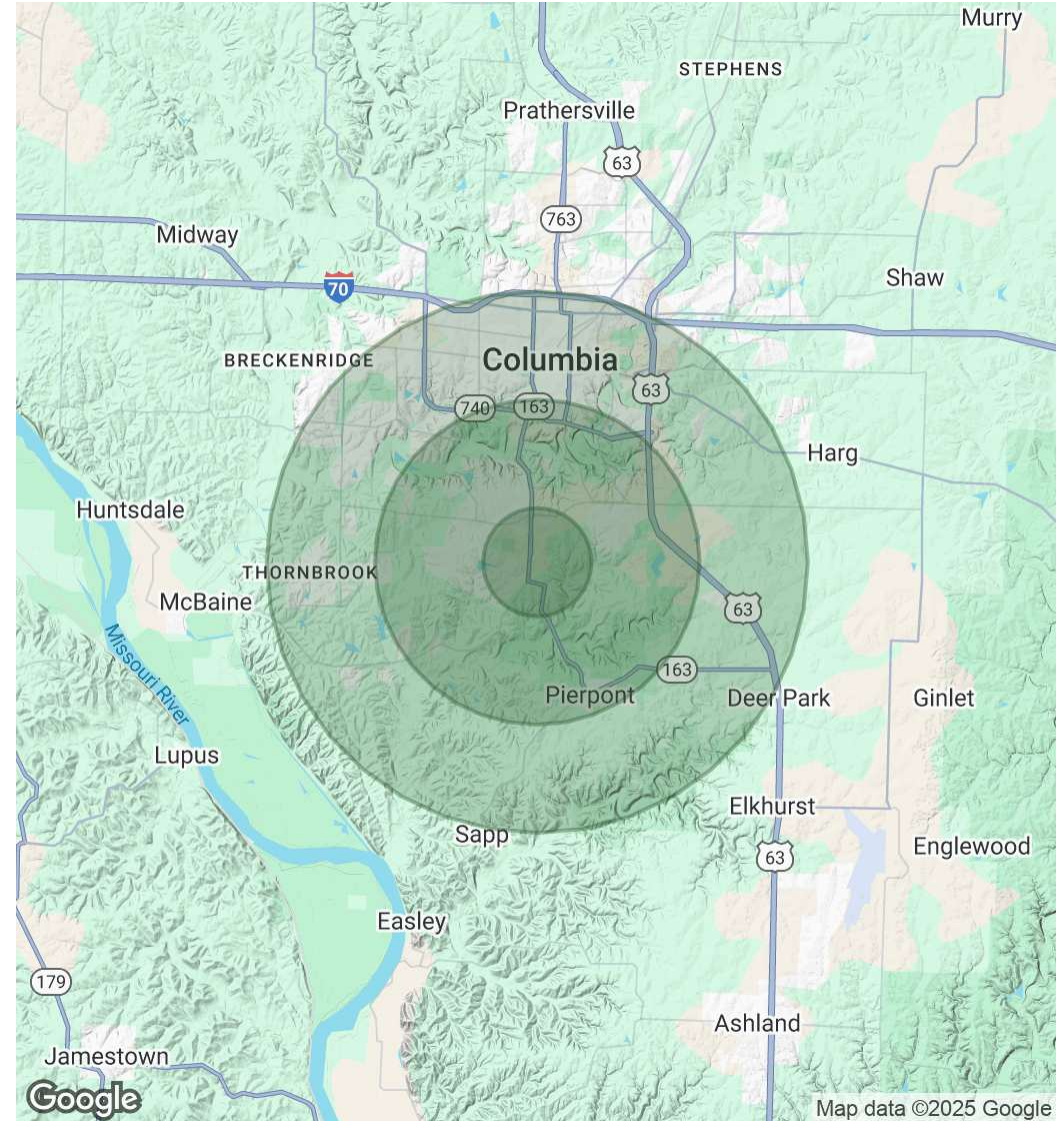 Murry
STEPHENS
Prathersville
63
763
Midway
Shaw
70
BRECKENRIDGE
Columbia
63
740
163
Harg
Huntsdale
THORNBROOK
McBaine
63
Missouri River
163
Pierpont
Deer Park
Ginlet
Lupus
Elkhurst
Sapp
Englewood
63
Easley
179
Ashland
Jamestown
Google
Map data ©2025 Google